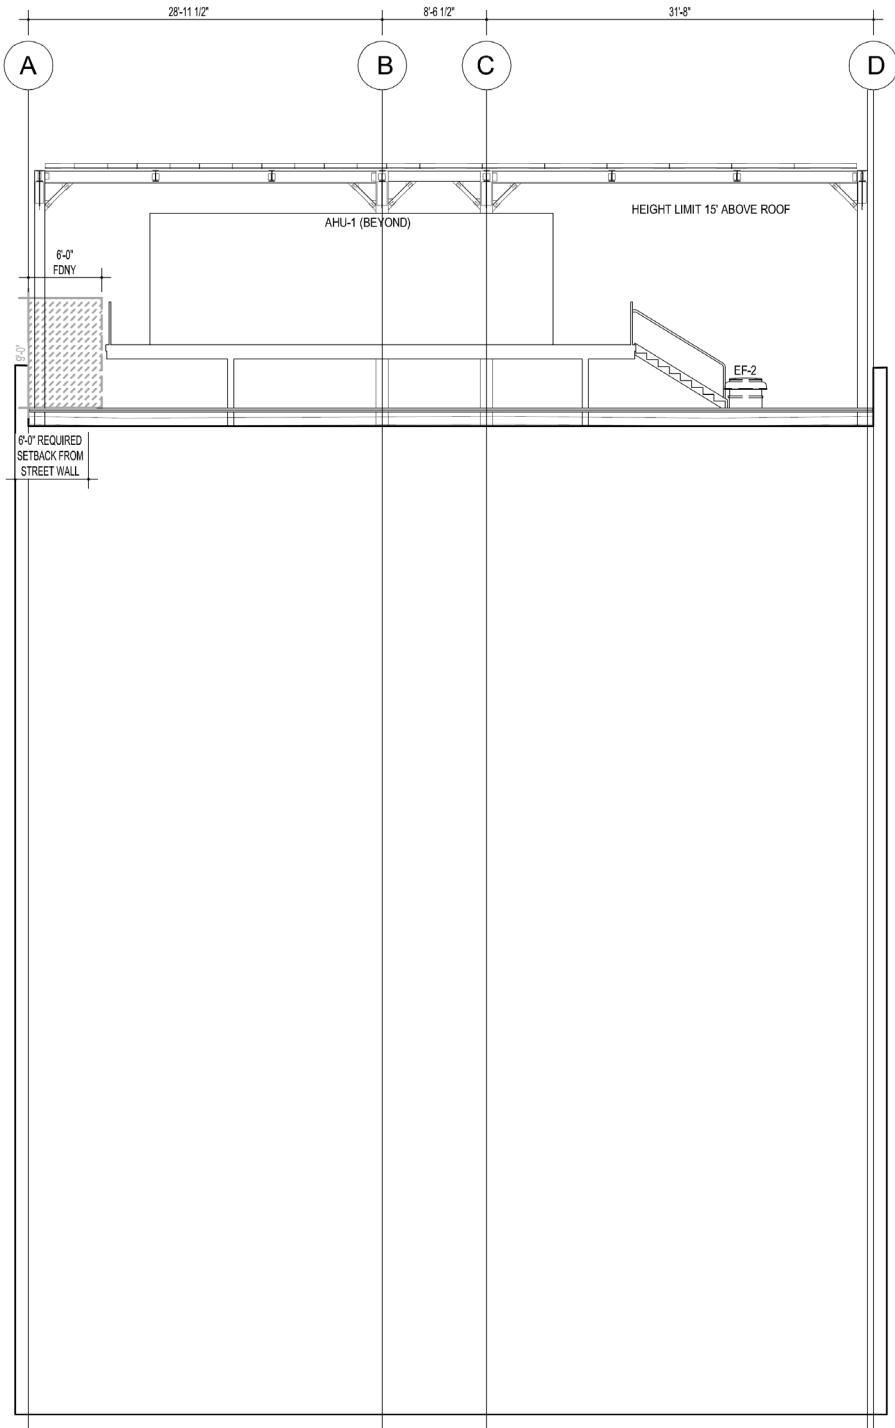 28'-11 1/2"
8'-6 1/2"
31'-8"
A
B
C
D
HEIGHT LIMIT 15' ABOVE ROOF
AHU-1 (BEYOND)
6'-0"
FDNY
9'-0"
EF-2
6'-0" REQUIRED
SETBACK FROM
STREET WALL